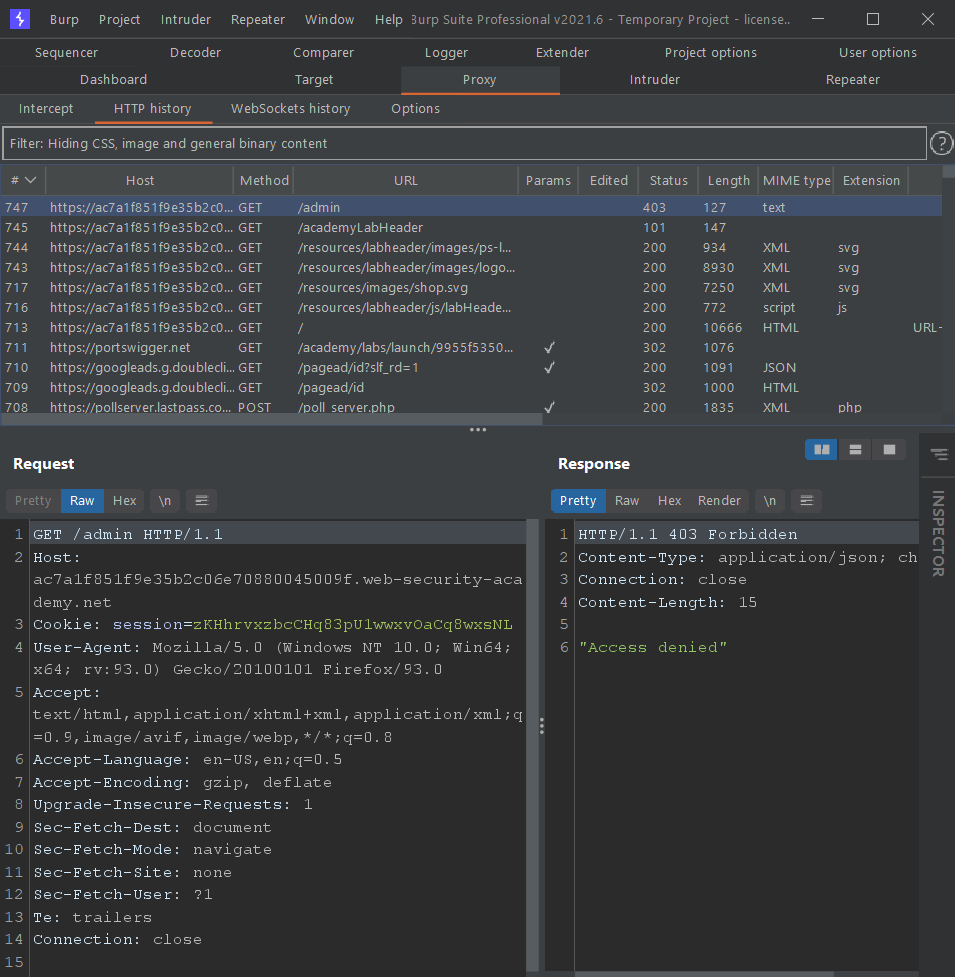 Burp Project Intruder Repeater Window Help Burp Suite Professional v2021.6 - Temporary Project - license...
Sequencer Decoder Comparer Logger Extender Project options User options
Dashboard Target Proxy Intruder Repeater
Intercept HTTP history WebSockets history Options
Filter: Hiding CSS, image and general binary content ?
# Host Method URL Params Edited Status Length MIME type Extension
747 https://ac7a1f851f9e35b2c0... GET /admin 403 127 text
745 https://ac7a1f851f9e35b2c0... GET /academyLabHeader 101 147
744 https://ac7a1f851f9e35b2c0... GET /resources/labheader/images/ps-l... 200 934 XML svg
743 https://ac7a1f851f9e35b2c0... GET /resources/labheader/images/logo... 200 8930 XML svg
717 https://ac7a1f851f9e35b2c0... GET /resources/images/shop.svg 200 7250 XML svg
716 https://ac7a1f851f9e35b2c0... GET /resources/labheader/js/labHeade... 200 772 script js
713 https://ac7a1f851f9e35b2c0... GET / 200 10666 HTML URL-
711 https://portswigger.net GET /academy/labs/launch/9955f5350... ✓ 302 1076
710 https://googleads.g.doublecli... GET /pagead/id?slf_rd=1 ✓ 200 1091 JSON
709 https://googleads.g.doublecli... GET /pagead/id 302 1000 HTML
708 https://pollserver.lastpass.co... POST /poll_server.php ✓ 200 1835 XML php
Request
Pretty Raw Hex \n
1 GET /admin HTTP/1.1
2 Host:
ac7a1f851f9e35b2c06e70880045009f.web-security-aca
demy.net
3 Cookie: session=zKHhrvxzbcCHq83pU1wwxvOaCq8wxsNL
4 User-Agent: Mozilla/5.0 (Windows NT 10.0; Win64;
x64; rv:93.0) Gecko/20100101 Firefox/93.0
5 Accept:
text/html,application/xhtml+xml,application/xml;q
=0.9,image/avif,image/webp,*/*;q=0.8
6 Accept-Language: en-US,en;q=0.5
7 Accept-Encoding: gzip, deflate
8 Upgrade-Insecure-Requests: 1
9 Sec-Fetch-Dest: document
10 Sec-Fetch-Mode: navigate
11 Sec-Fetch-Site: none
12 Sec-Fetch-User: ?1
13 Te: trailers
14 Connection: close
15
Response
Pretty Raw Hex Render \n
1 HTTP/1.1 403 Forbidden
2 Content-Type: application/json; ch
3 Connection: close
4 Content-Length: 15
5
6 "Access denied"
INSPECTOR